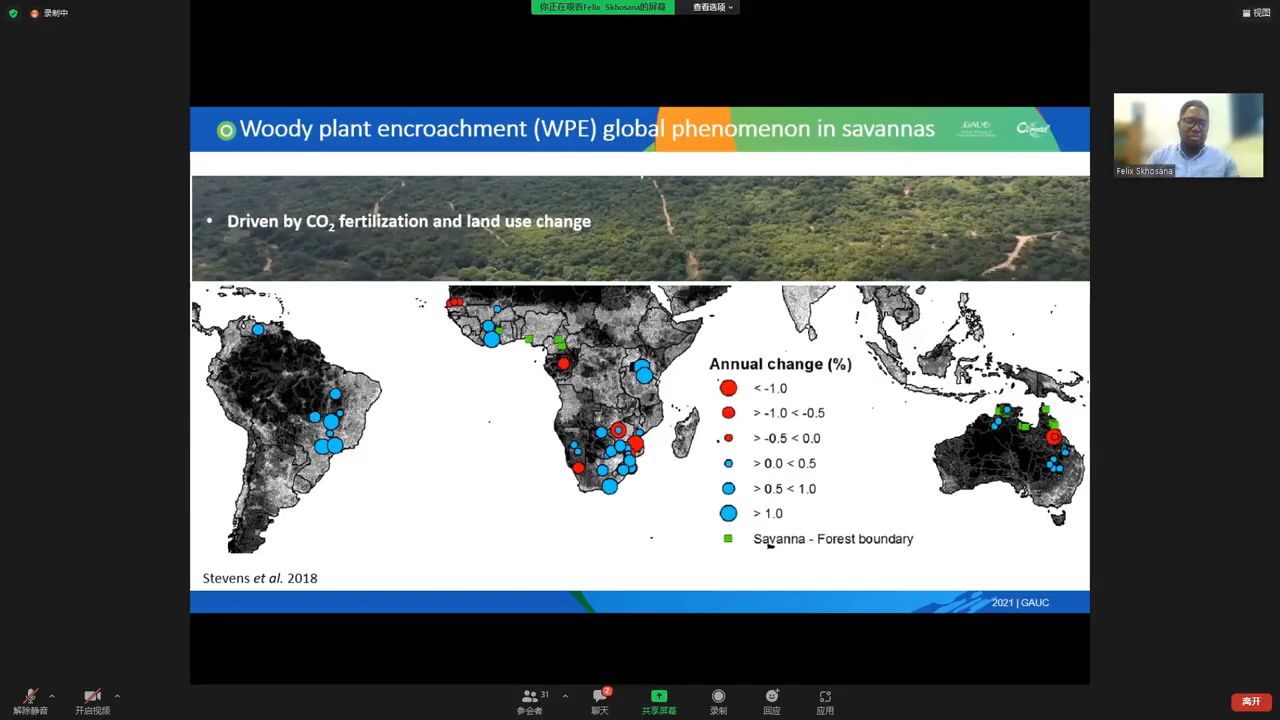 录制中
你正在观看Felix Skhosana的屏幕
查看选项
视图
Woody plant encroachment (WPE) global phenomenon in savannas
GAUC
Climate
• Driven by CO₂ fertilization and land use change
Felix Skhosana
Annual change (%)
< -1.0
> -1.0 < -0.5
> -0.5 < 0.0
> 0.0 < 0.5
> 0.5 < 1.0
> 1.0
Savanna - Forest boundary
Stevens et al. 2018
2021 | GAUC
解除静音
开启视频
31
参会者
2
聊天
共享屏幕
录制
回应
应用
离开